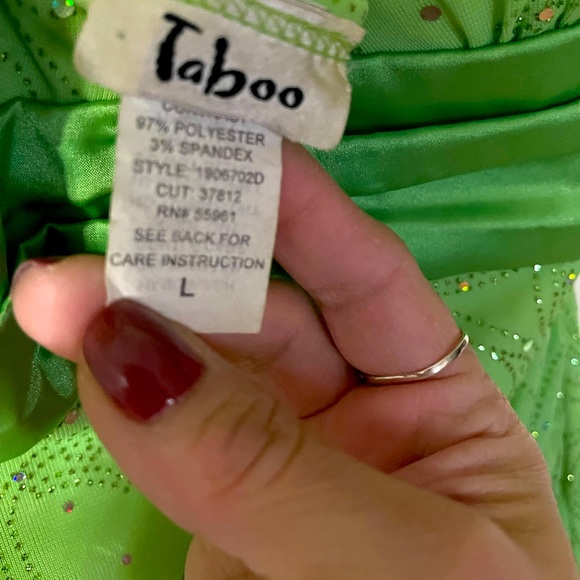 Taboo
97% POLYESTER
3% SPANDEX
STYLE: 1906702D
CUT: 37812
RN# 55961
SEE BACK FOR
CARE INSTRUCTION
L